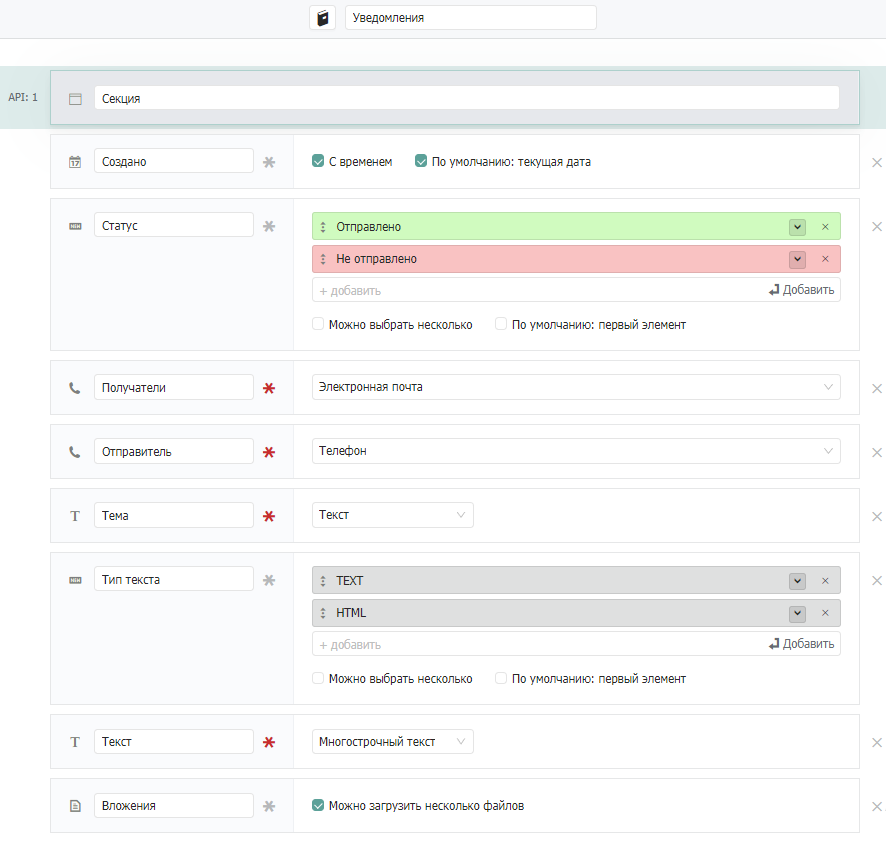 Уведомления
API: 1
Секция
Создано
С временем
По умолчанию: текущая дата
Статус
Отправлено
Не отправлено
+ добавить
Добавить
Можно выбрать несколько
По умолчанию: первый элемент
Получатели
Электронная почта
Отправитель
Телефон
Тема
Текст
Тип текста
TEXT
HTML
+ добавить
Добавить
Можно выбрать несколько
По умолчанию: первый элемент
Текст
Многострочный текст
Вложения
Можно загрузить несколько файлов